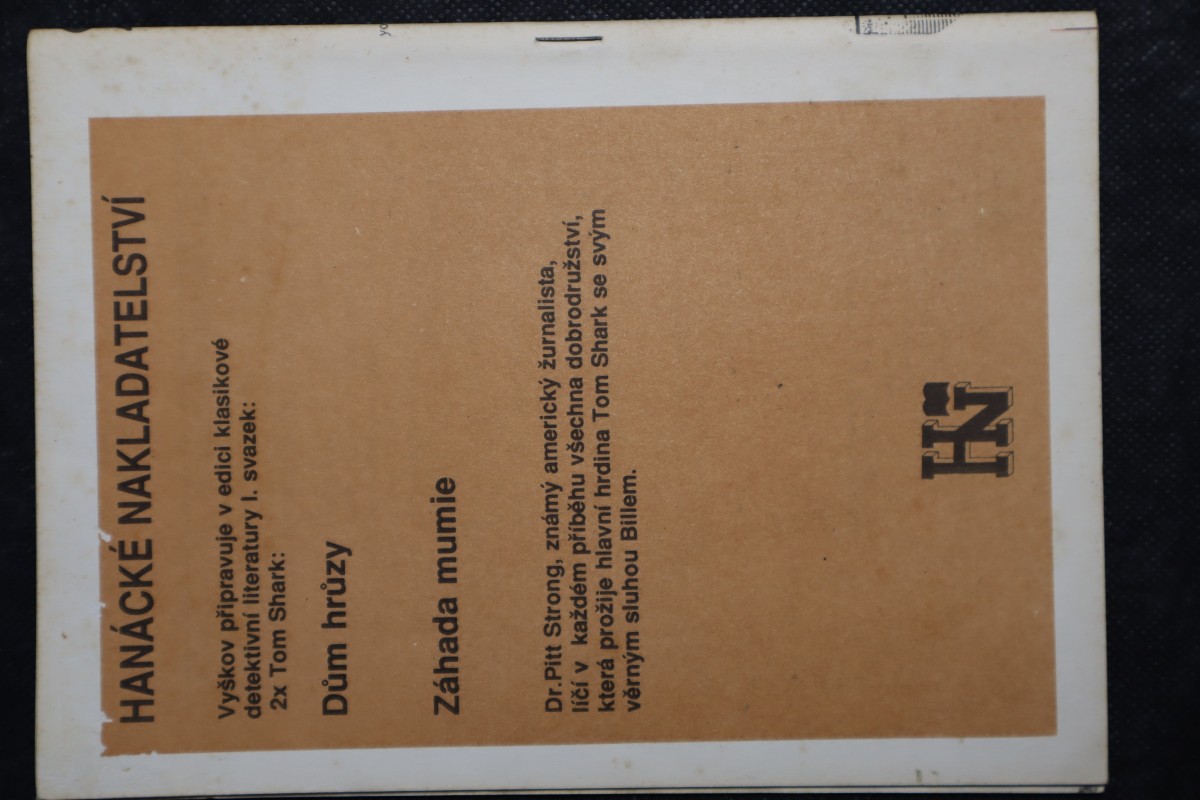 HANÁCKÉ NAKLADATELSTVÍ
Vyškov připravuje v edici klasikové
detektivní literatury I. svazek:
2x Tom Shark:
Dům hrůzy
Záhada mumie
Dr.Pitt Strong, známý americký žurnalista,
líčí v každém příběhu všechna dobrodružství,
která prožije hlavní hrdina Tom Shark se svým
věrným sluhou Billem.
HN